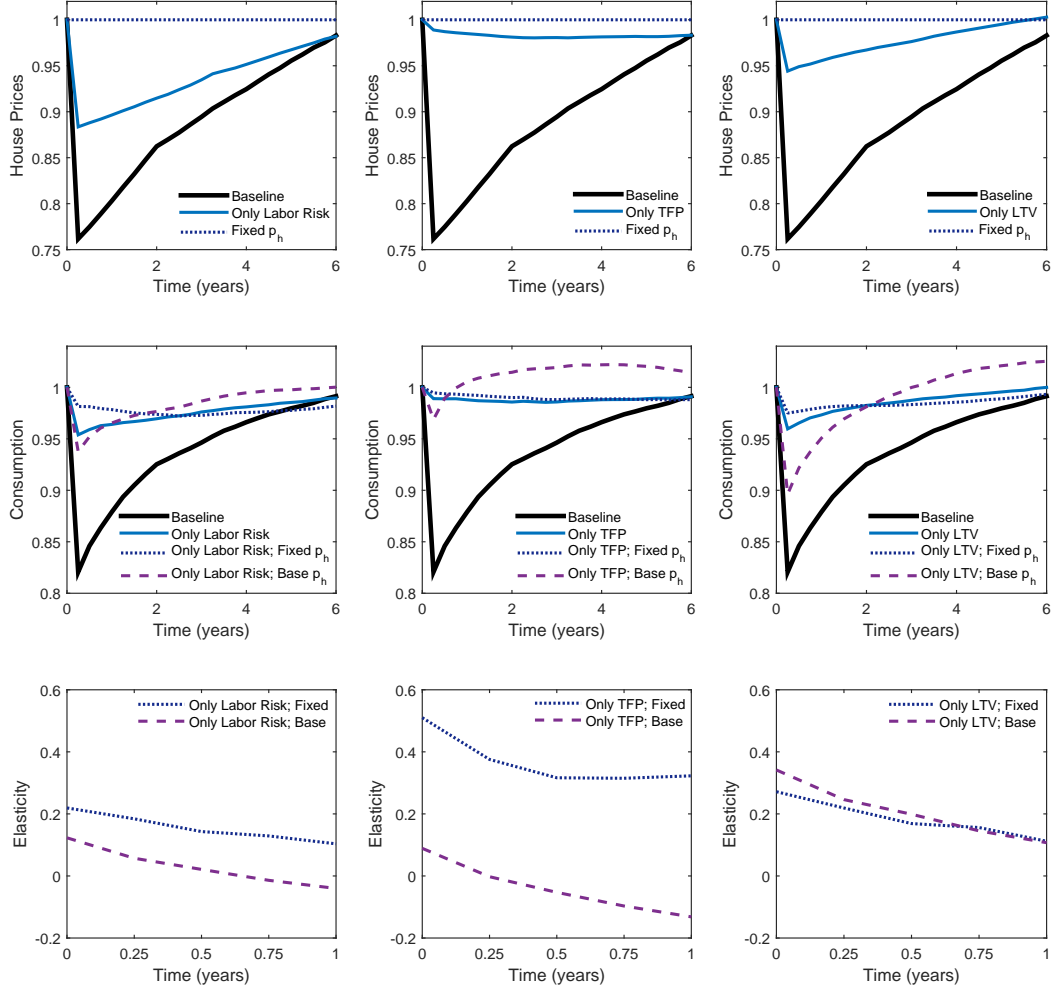 House Prices
1
0.95
0.9
0.85
0.8
0.75
Baseline
Only Labor Risk
Fixed p_h
0 2 4 6
Time (years)
House Prices
1
0.95
0.9
0.85
0.8
0.75
Baseline
Only TFP
Fixed p_h
0 2 4 6
Time (years)
House Prices
1
0.95
0.9
0.85
0.8
0.75
Baseline
Only LTV
Fixed p_h
0 2 4 6
Time (years)
Consumption
1
0.95
0.9
0.85
0.8
Baseline
Only Labor Risk
Only Labor Risk; Fixed p_h
Only Labor Risk; Base p_h
0 2 4 6
Time (years)
Consumption
1
0.95
0.9
0.85
0.8
Baseline
Only TFP
Only TFP; Fixed p_h
Only TFP; Base p_h
0 2 4 6
Time (years)
Consumption
1
0.95
0.9
0.85
0.8
Baseline
Only LTV
Only LTV; Fixed p_h
Only LTV; Base p_h
0 2 4 6
Time (years)
Elasticity
0.6
0.4
0.2
0
-0.2
Only Labor Risk; Fixed
Only Labor Risk; Base
0 0.25 0.5 0.75 1
Time (years)
Elasticity
0.6
0.4
0.2
0
-0.2
Only TFP; Fixed
Only TFP; Base
0 0.25 0.5 0.75 1
Time (years)
Elasticity
0.6
0.4
0.2
0
-0.2
Only LTV; Fixed
Only LTV; Base
0 0.25 0.5 0.75 1
Time (years)